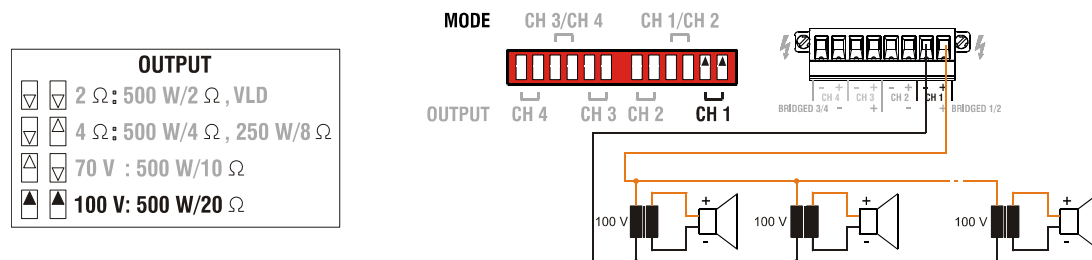 OUTPUT
2 Ω: 500 W/2 Ω, VLD
4 Ω: 500 W/4 Ω, 250 W/8 Ω
70 V : 500 W/10 Ω
100 V: 500 W/20 Ω
MODE CH 3/CH 4 CH 1/CH 2
OUTPUT CH 4 CH 3 CH 2 CH 1
- + - + - + - +
CH 4 CH 3 CH 2 CH 1
BRIDGED 3/4 - + - + BRIDGED 1/2
100 V + -
100 V + -
100 V + -